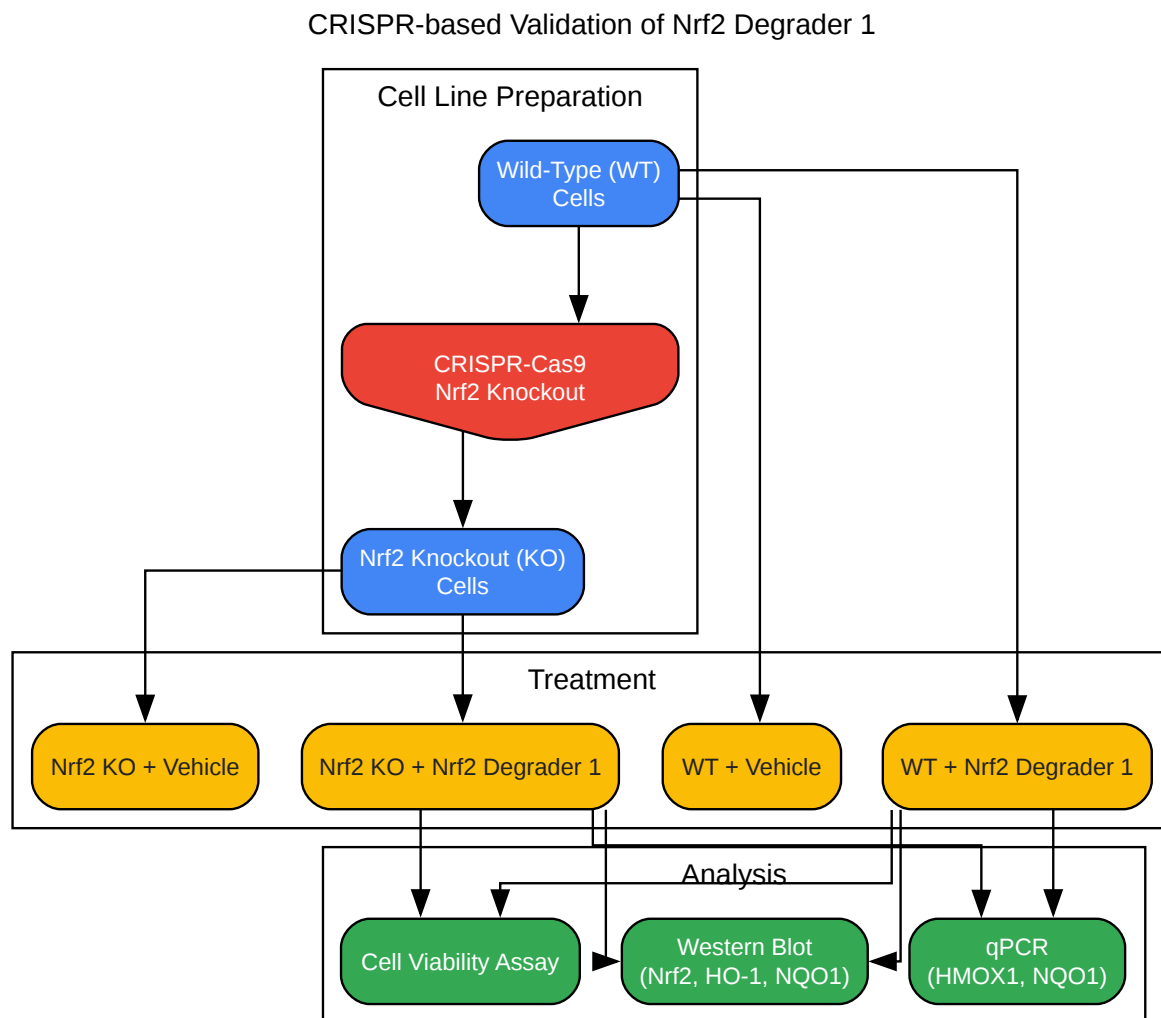 CRISPR-based Validation of Nrf2 Degrader 1
Cell Line Preparation
Wild-Type (WT)
Cells
CRISPR-Cas9
Nrf2 Knockout
Nrf2 Knockout (KO)
Cells
Treatment
Nrf2 KO + Vehicle
Nrf2 KO + Nrf2 Degrader 1
WT + Vehicle
WT + Nrf2 Degrader 1
Analysis
Cell Viability Assay
Western Blot
(Nrf2, HO-1, NQO1)
qPCR
(HMOX1, NQO1)